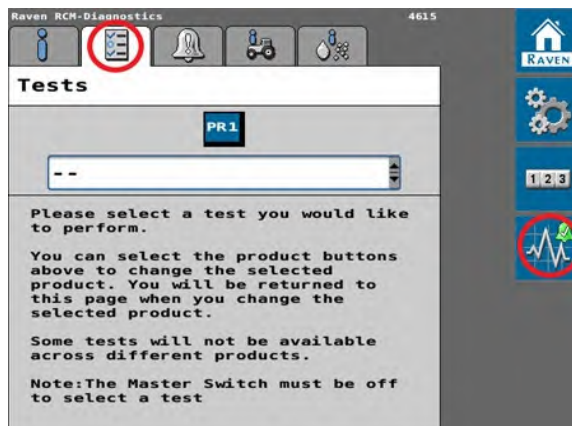 Raven RCM-Diagnostics 4615
Tests
RAVEN
PR1
--
1 2 3
Please select a test you would like
to perform.
You can select the product buttons
above to change the selected
product. You will be returned to
this page when you change the
selected product.
Some tests will not be available
across different products.
Note:The Master Switch must be off
to select a test